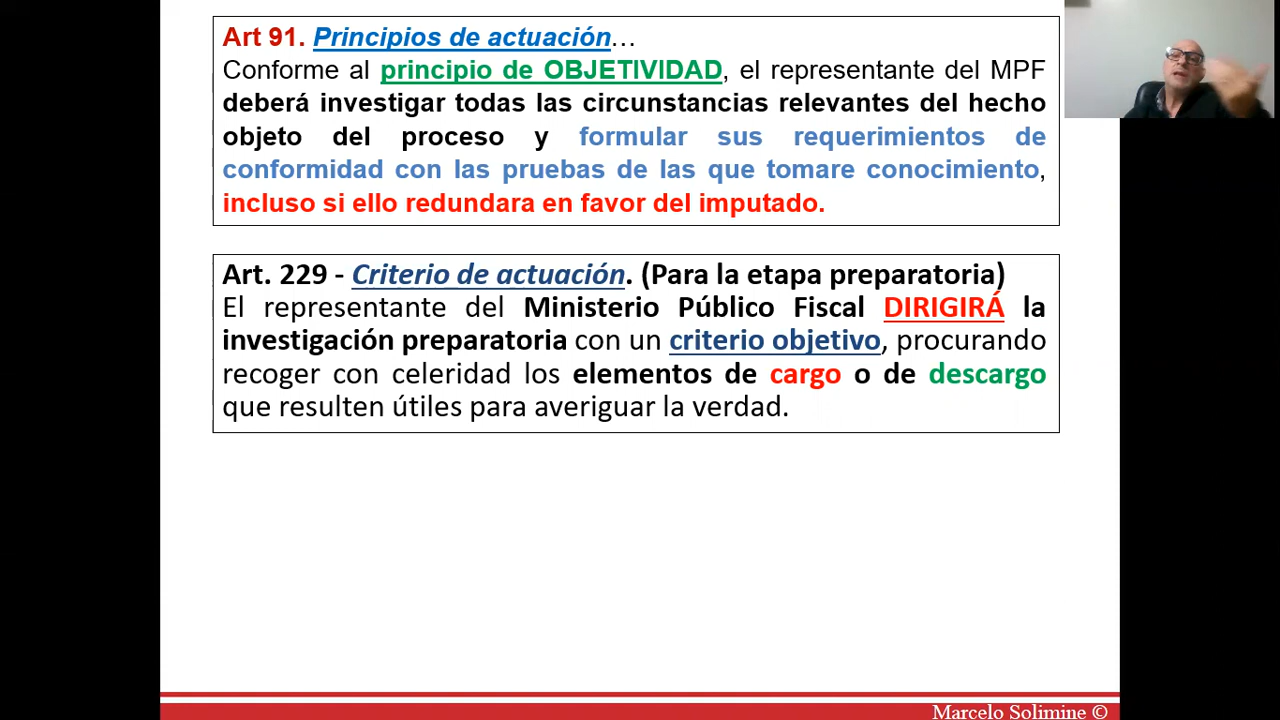 Art 91. Principios de actuación…
Conforme al principio de OBJETIVIDAD, el representante del MPF
deberá investigar todas las circunstancias relevantes del hecho
objeto del proceso y formular sus requerimientos de
conformidad con las pruebas de las que tomare conocimiento,
incluso si ello redundara en favor del imputado.
Art. 229 - Criterio de actuación. (Para la etapa preparatoria)
El representante del Ministerio Público Fiscal DIRIGIRÁ la
investigación preparatoria con un criterio objetivo, procurando
recoger con celeridad los elementos de cargo o de descargo
que resulten útiles para averiguar la verdad.
Marcelo Solimine ©